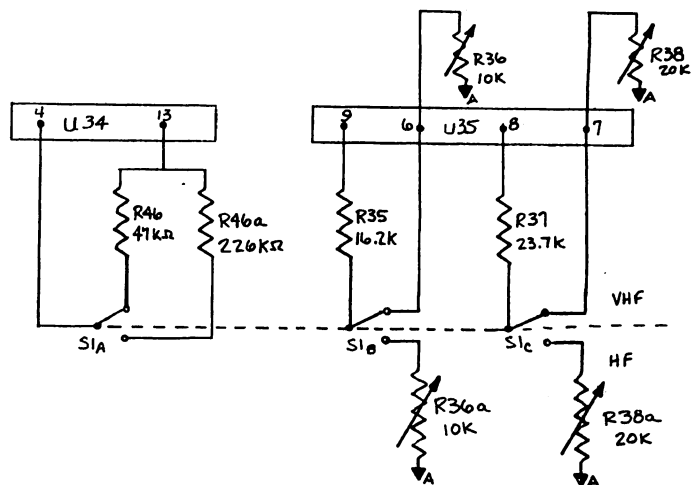 R36
10K
A
R38
20K
A
4
U34
13
9
6
U35
8
7
R46
47KΩ
R46a
226KΩ
R35
16.2K
R37
23.7K
VHF
S1A
S1B
S1C
HF
R36a
10K
A
R38a
20K
A